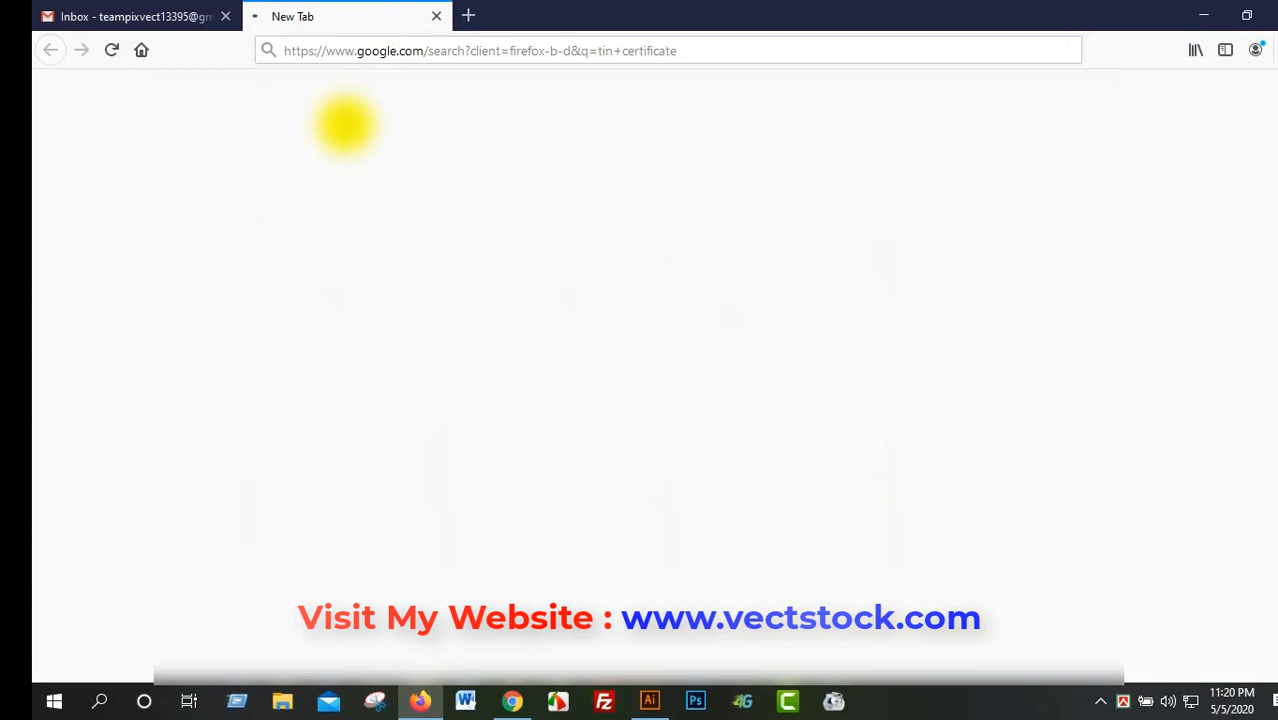 Inbox - teampixvect13395@gm
New Tab
https://www.google.com/search?client=firefox-b-d&q=tin+certificate
Visit My Website : www.vectstock.com
11:20 PM
5/5/2020